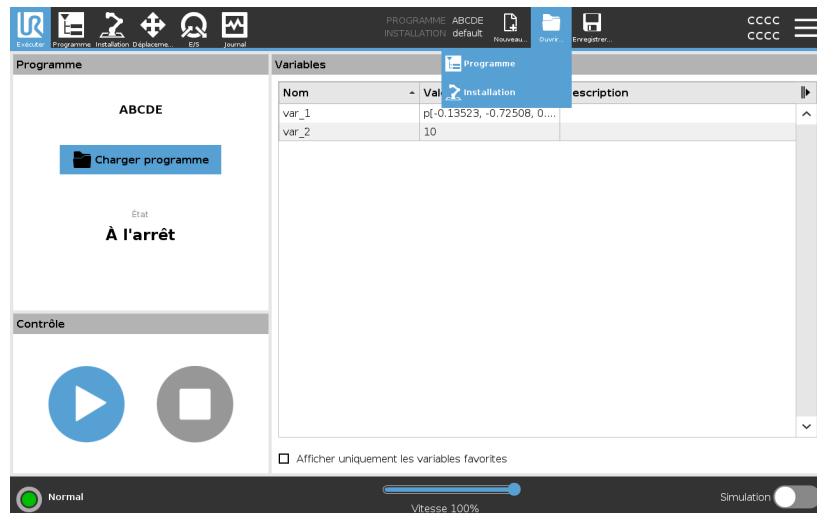 PROGRAMME ABCDE
INSTALLATION default
Exécuter Programme Installation Déplaceme... E/S Journal
Nouveau... Ouvrir... Enregistrer...
CCCC
CCCC
Programme
Installation
Programme
ABCDE
Charger programme
État
À l'arrêt
Contrôle
Variables
Nom Val escription
var_1 p[-0.13523, -0.72508, 0....
var_2 10
Afficher uniquement les variables favorites
Normal
Vitesse 100%
Simulation